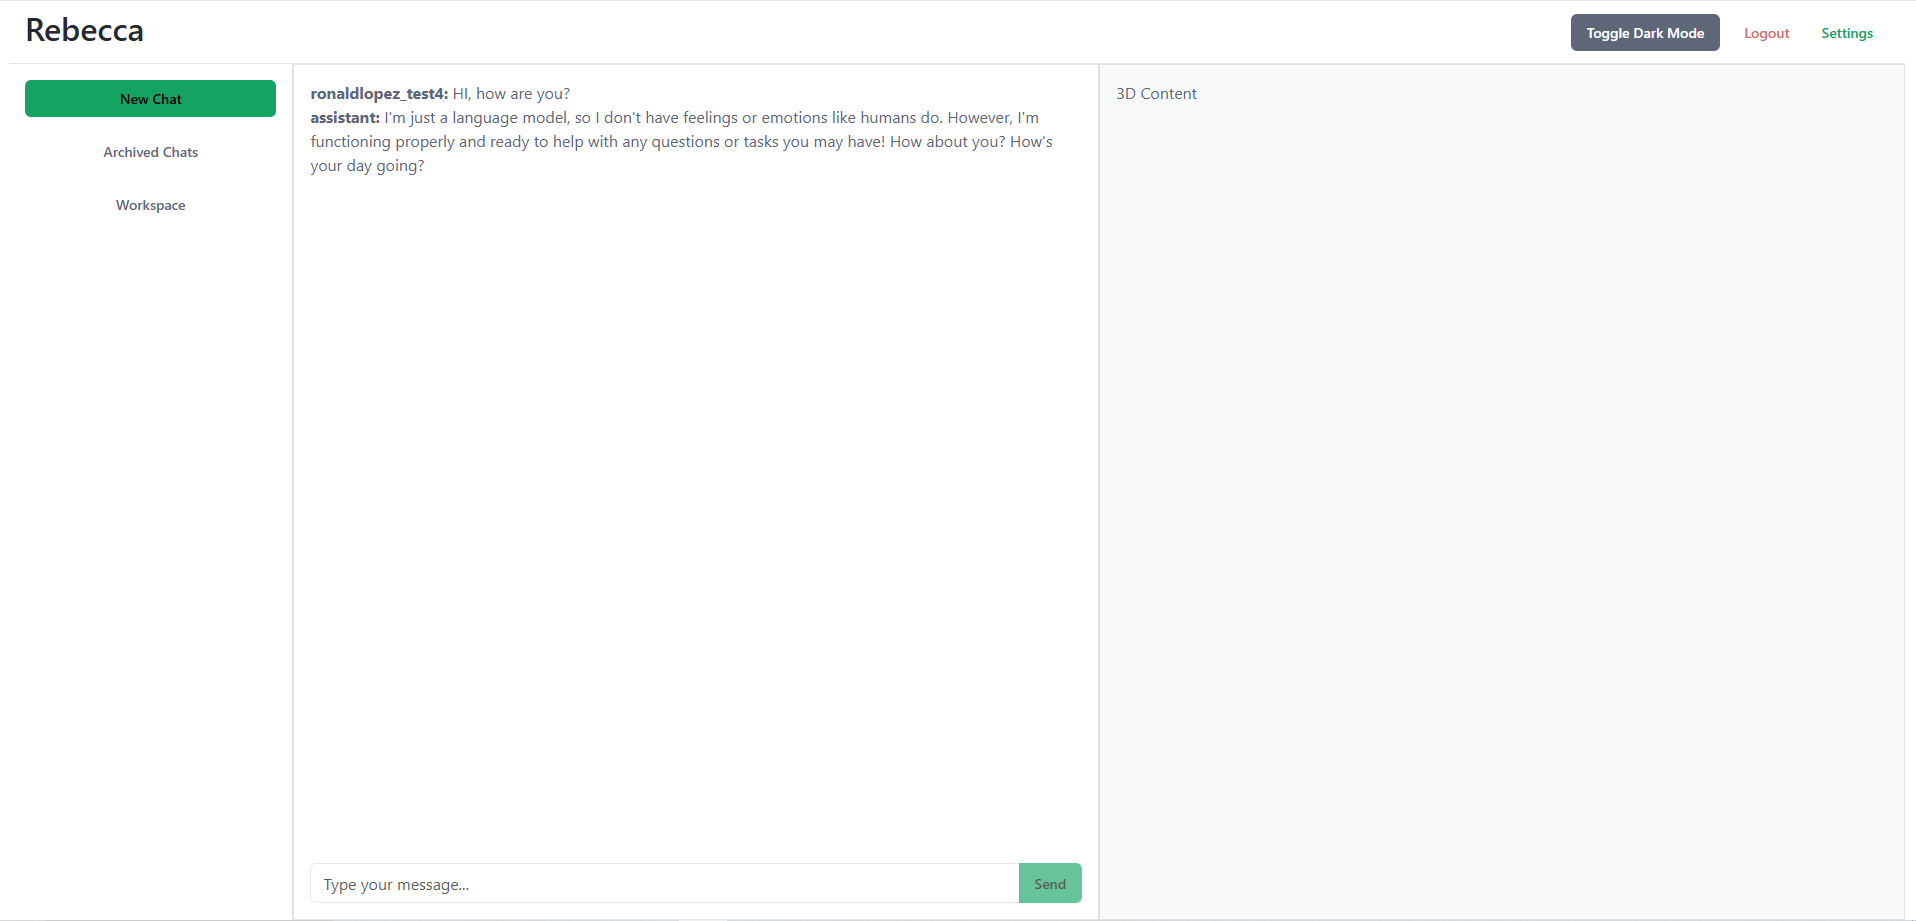 Rebecca
Toggle Dark Mode
Logout
Settings
New Chat
Archived Chats
Workspace
ronaldlopez_test4: HI, how are you?
assistant: I'm just a language model, so I don't have feelings or emotions like humans do. However, I'm
functioning properly and ready to help with any questions or tasks you may have! How about you? How's
your day going?
Type your message...
Send
3D Content